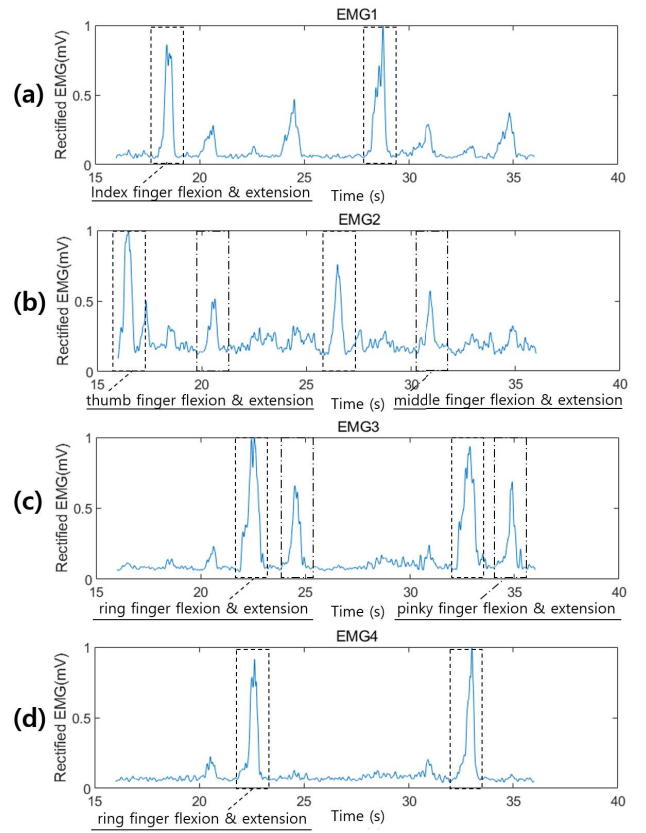 EMG1
(a)
Rectified EMG(mV)
1
0.5
0
15 20 25 30 35 40
Index finger flexion & extension
Time (s)
EMG2
(b)
Rectified EMG(mV)
1
0.5
0
15 20 25 30 35 40
thumb finger flexion & extension
Time (s)
middle finger flexion & extension
EMG3
(c)
Rectified EMG(mV)
1
0.5
0
15 20 25 30 35 40
ring finger flexion & extension
Time (s)
pinky finger flexion & extension
EMG4
(d)
Rectified EMG(mV)
1
0.5
0
15 20 25 30 35 40
ring finger flexion & extension
Time (s)